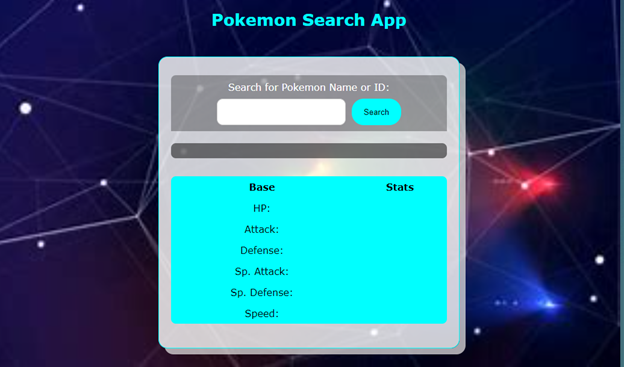 Pokemon Search App
Search for Pokemon Name or ID:
Search
Base Stats
HP:
Attack:
Defense:
Sp. Attack:
Sp. Defense:
Speed: